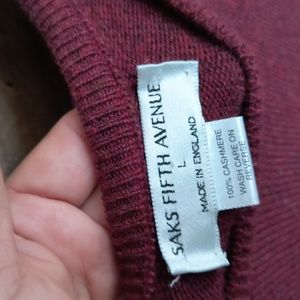 SAKS FIFTH AVENUE
L
MADE IN ENGLAND
100% CASHMERE
WASH CARE ON
REVERSE